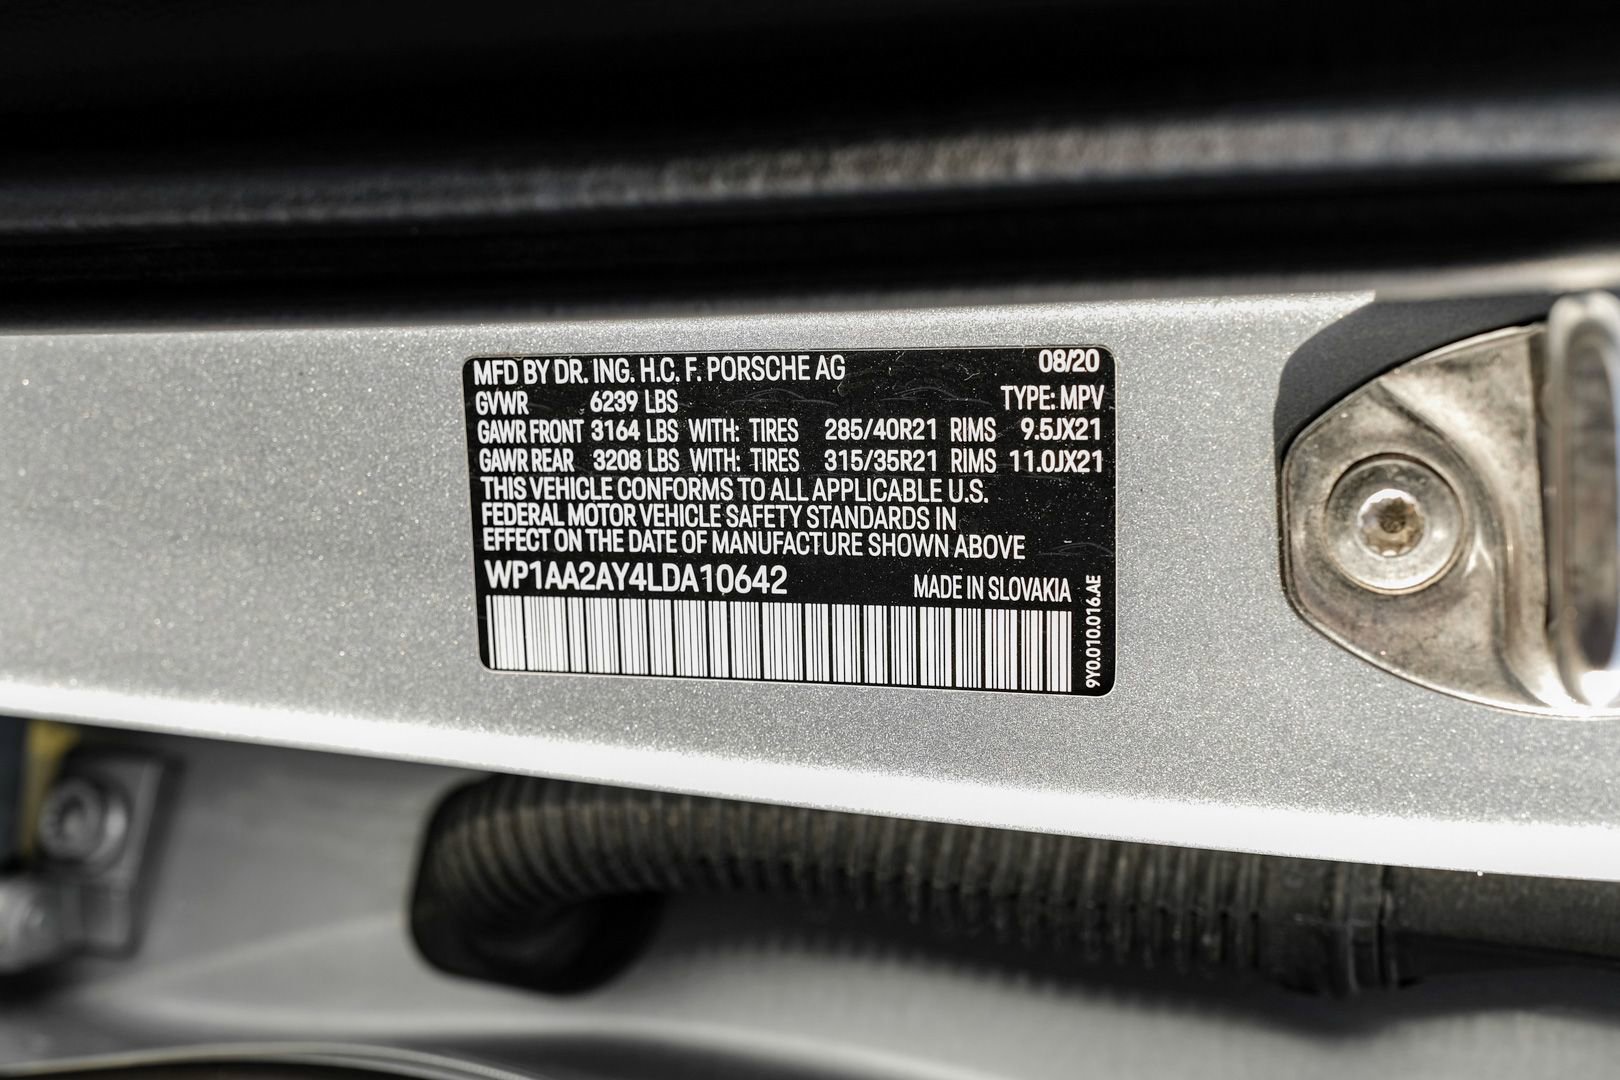 MFD BY DR. ING. H.C. F. PORSCHE AG 08/20
GVWR 6239 LBS TYPE: MPV
GAWR FRONT 3164 LBS WITH: TIRES 285/40R21 RIMS 9.5JX21
GAWR REAR 3208 LBS WITH: TIRES 315/35R21 RIMS 11.0JX21
THIS VEHICLE CONFORMS TO ALL APPLICABLE U.S.
FEDERAL MOTOR VEHICLE SAFETY STANDARDS IN
EFFECT ON THE DATE OF MANUFACTURE SHOWN ABOVE
WP1AA2AY4LDA10642 MADE IN SLOVAKIA
9Y0.010.016.AE